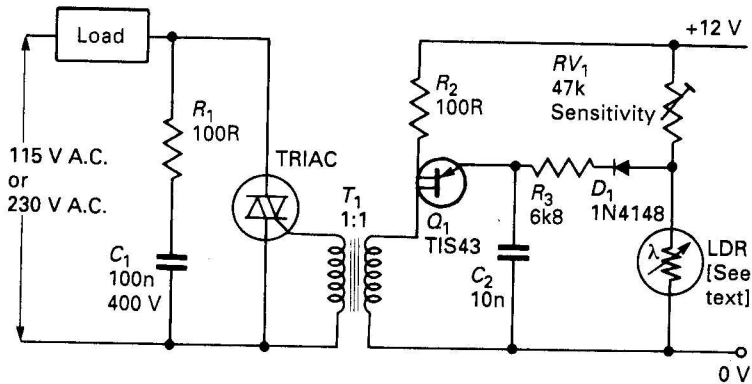 Load
115 V A.C.
or
230 V A.C.
R₁
100R
C₁
100n
400 V
TRIAC
T₁
1:1
R₂
100R
Q₁
TIS43
C₂
10n
R₃
6k8
D₁
1N4148
RV₁
47k
Sensitivity
+12 V
λ
LDR
[See
text]
0 V